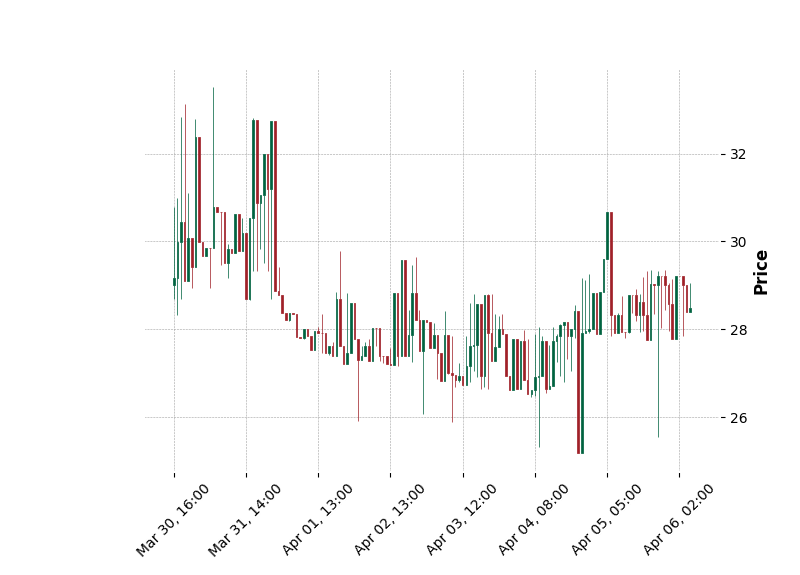 32
30
28
26
Price
Mar 30, 16:00
Mar 31, 14:00
Apr 01, 13:00
Apr 02, 13:00
Apr 03, 12:00
Apr 04, 08:00
Apr 05, 05:00
Apr 06, 02:00